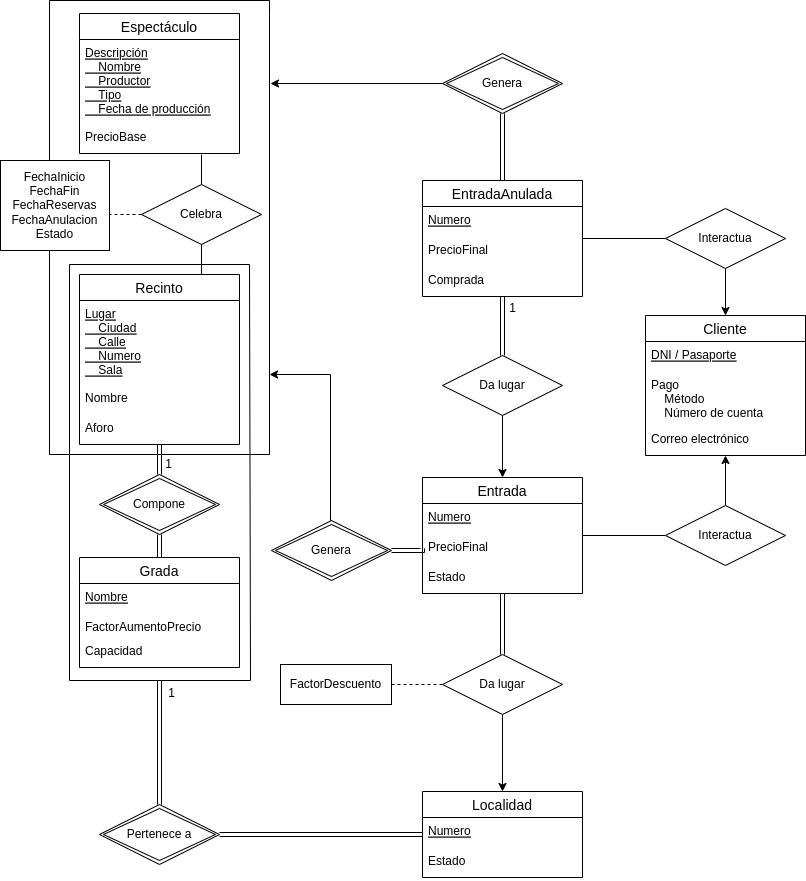 Espectáculo
Descripción
Nombre
Productor
Tipo
Fecha de producción
PrecioBase
FechaInicio
FechaFin
FechaReservas
FechaAnulacion
Estado
Celebra
Recinto
Lugar
Ciudad
Calle
Numero
Sala
Nombre
Aforo
1
Compone
Grada
Nombre
FactorAumentoPrecio
Capacidad
1
Pertenece a
Genera
EntradaAnulada
Numero
PrecioFinal
Comprada
1
Da lugar
Interactua
Cliente
DNI / Pasaporte
Pago
Método
Número de cuenta
Correo electrónico
Interactua
Entrada
Numero
PrecioFinal
Estado
Genera
FactorDescuento
Da lugar
Localidad
Numero
Estado